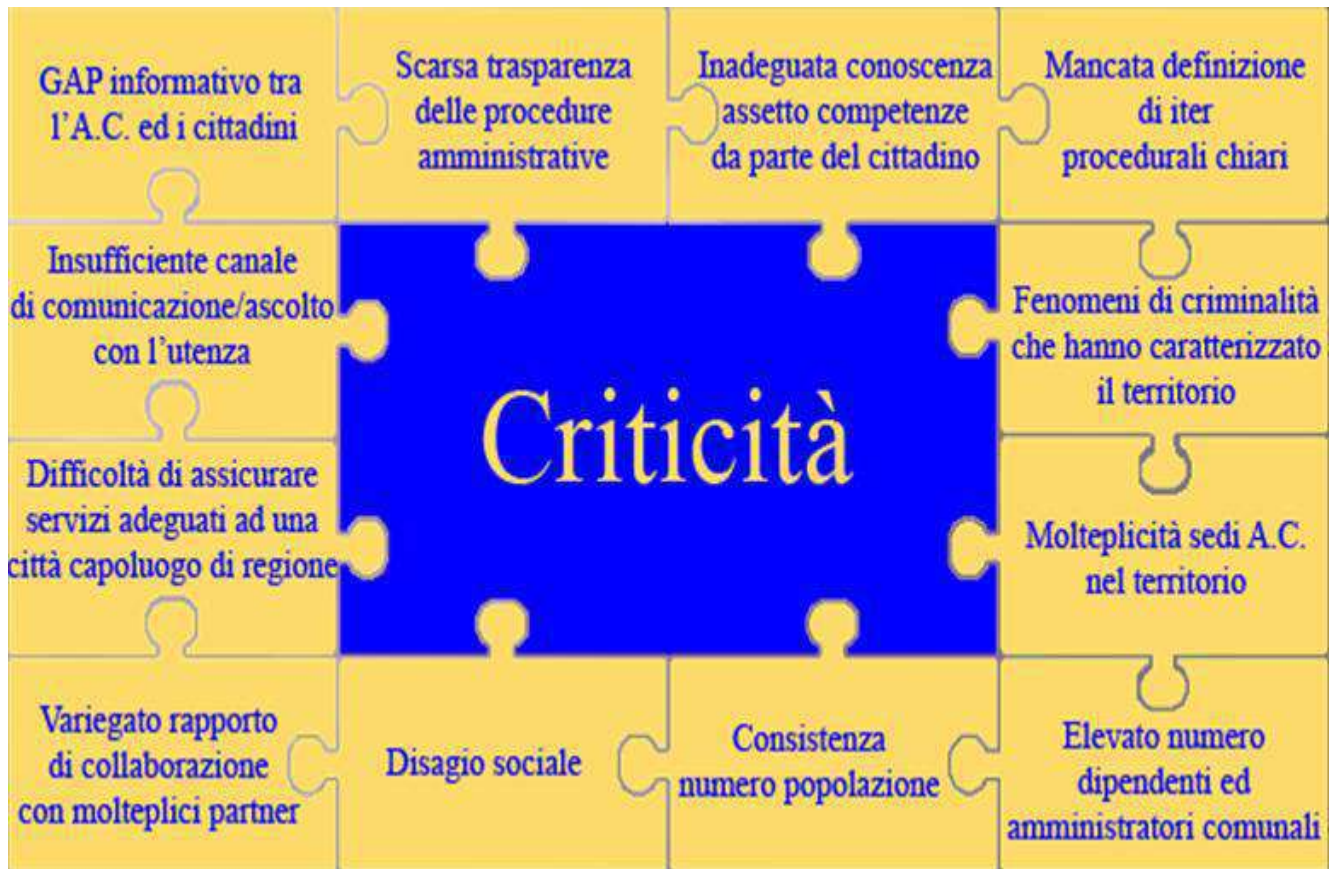 GAP informativo tra
l'A.C. ed i cittadini
Scarsa trasparenza
delle procedure
amministrative
Inadeguata conoscenza
assetto competenze
da parte del cittadino
Mancata definizione
di iter
procedurali chiari
Insufficiente canale
di comunicazione/ascolto
con l'utenza
Fenomeni di criminalità
che hanno caratterizzato
il territorio
Criticità
Difficoltà di assicurare
servizi adeguati ad una
città capoluogo di regione
Molteplicità sedi A.C.
nel territorio
Variegato rapporto
di collaborazione
con molteplici partner
Disagio sociale
Consistenza
numero popolazione
Elevato numero
dipendenti ed
amministratori comunali